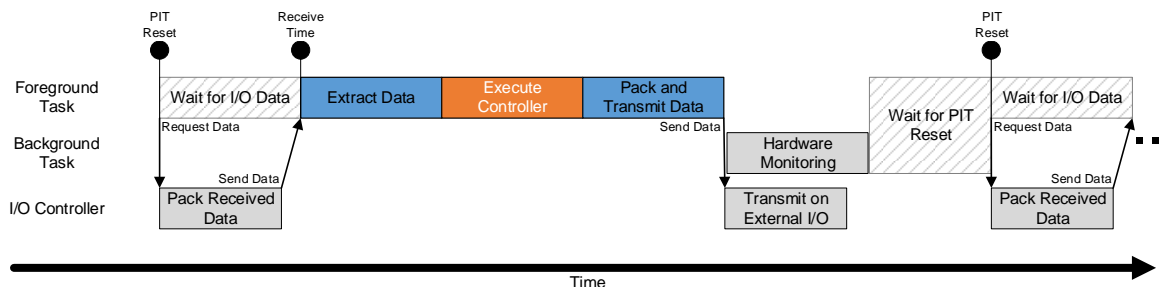 PIT
Reset
Receive
Time
PIT
Reset
Foreground
Task
Wait for I/O Data
Extract Data
Execute
Controller
Pack and
Transmit Data
Wait for PIT
Reset
Wait for I/O Data
Request Data
Send Data
Request Data
Background
Task
Hardware
Monitoring
Send Data
Send Data
I/O Controller
Pack Received
Data
Transmit on
External I/O
Pack Received
Data
Time